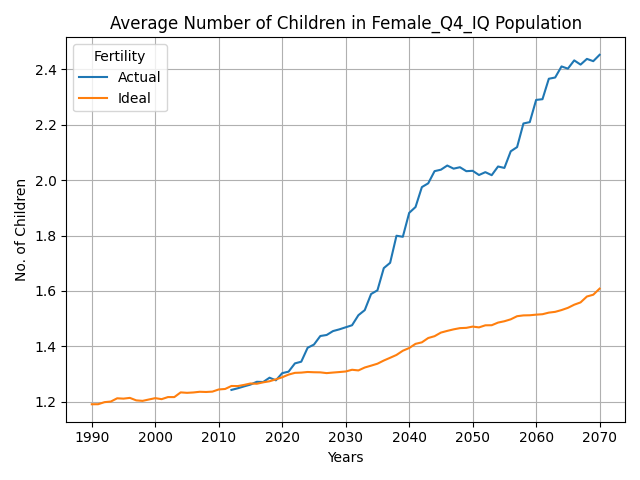 Average Number of Children in Female_Q4_IQ Population
Fertility
Actual
Ideal
No. of Children
2.4
2.2
2.0
1.8
1.6
1.4
1.2
1990 2000 2010 2020 2030 2040 2050 2060 2070
Years